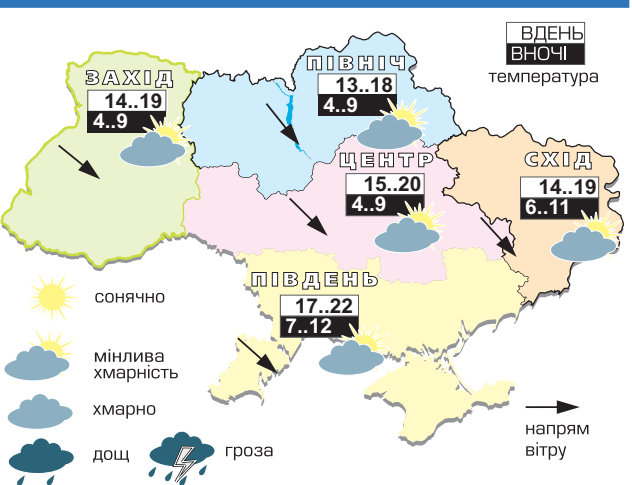 ВДЕНЬ
ВНОЧІ
температура
ЗАХІД
14..19
4..9
ПІВНІЧ
13..18
4..9
ЦЕНТР
15..20
4..9
СХІД
14..19
6..11
ПІВДЕНЬ
17..22
7..12
сонячно
мінлива
хмарність
хмарно
дощ
гроза
напрям
вітру